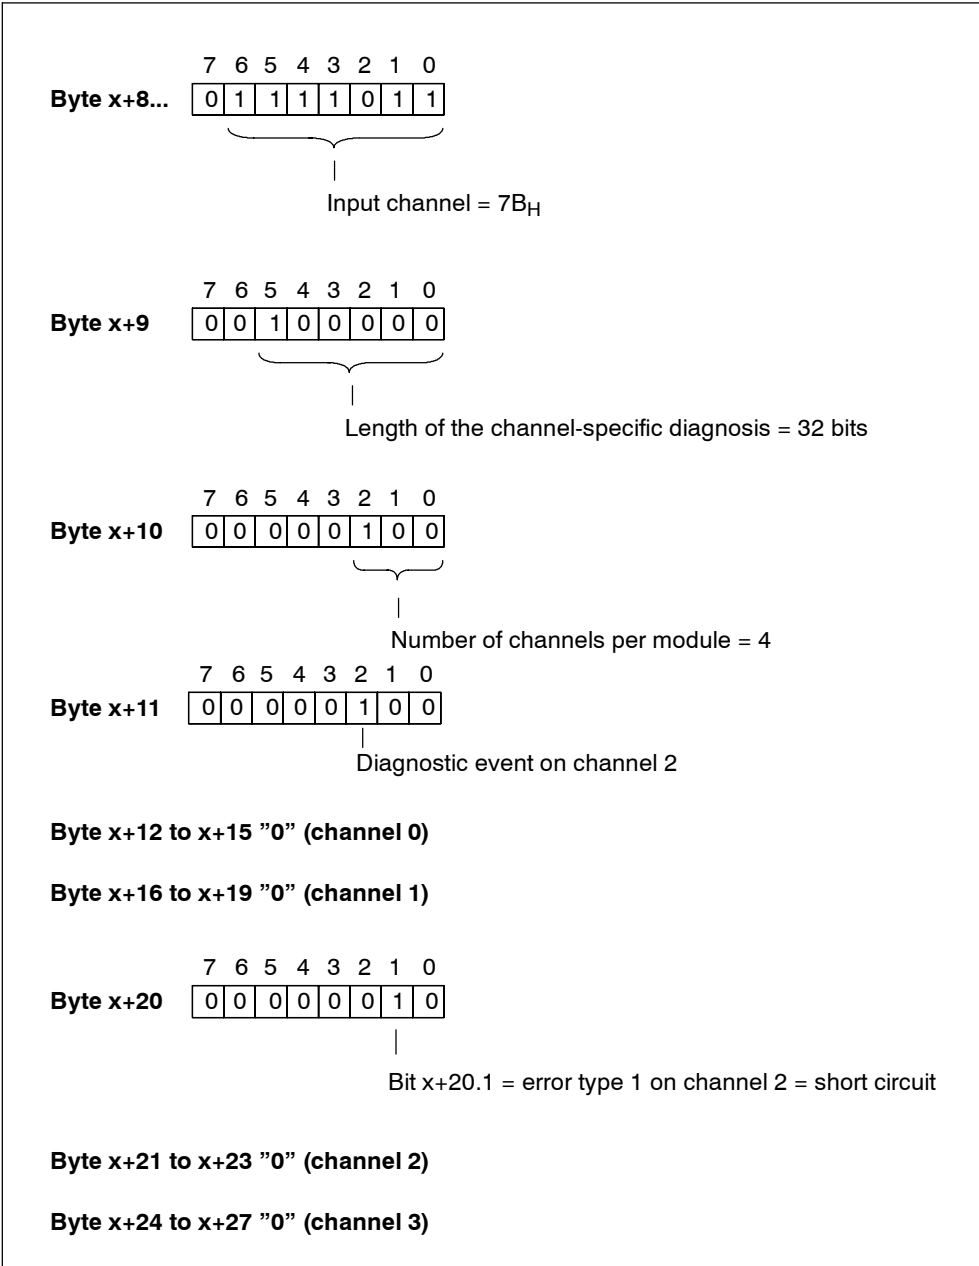 7 6 5 4 3 2 1 0
Byte x+8... 0 1 1 1 1 0 1 1
Input channel = 7BH
7 6 5 4 3 2 1 0
Byte x+9 0 0 1 0 0 0 0 0
Length of the channel-specific diagnosis = 32 bits
7 6 5 4 3 2 1 0
Byte x+10 0 0 0 0 0 1 0 0
Number of channels per module = 4
7 6 5 4 3 2 1 0
Byte x+11 0 0 0 0 0 1 0 0
Diagnostic event on channel 2
Byte x+12 to x+15 ”0” (channel 0)
Byte x+16 to x+19 ”0” (channel 1)
7 6 5 4 3 2 1 0
Byte x+20 0 0 0 0 0 0 1 0
Bit x+20.1 = error type 1 on channel 2 = short circuit
Byte x+21 to x+23 ”0” (channel 2)
Byte x+24 to x+27 ”0” (channel 3)